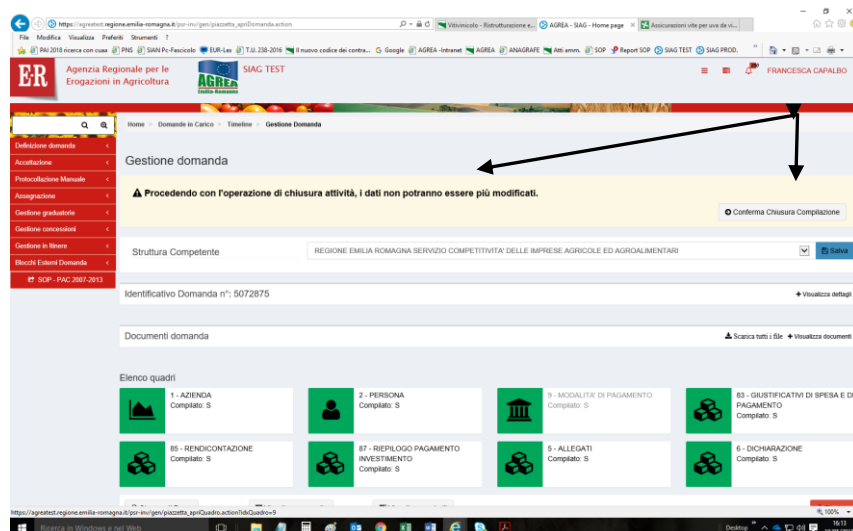 https://agreatest.regione.emilia-romagna.it/psr-inv/gen/piazzetta_apriDomanda.action
Vitivinicolo - Ristrutturazione e...
AGREA - SIAG - Home page
Assicurazioni vite per uva da vi...
File Modifica Visualizza Preferiti Strumenti ?
PAI 2018 ricerca con cuaa
PNS
SIAN Pc-Fascicolo
EUR-Lex
T.U. 238-2016
Il nuovo codice dei contra...
Google
AGREA -Intranet
AGREA
ANAGRAFE
Atti amm.
SOP
Report SOP
SIAG TEST
SIAG PROD.
E·R
Agenzia Regionale per le
Erogazioni in Agricoltura
AGREA
Emilia-Romagna
SIAG TEST
FRANCESCA CAPALBO
Home > Domande in Carico > Timeline > Gestione Domanda
Definizione domanda
Accettazione
Protocollazione Manuale
Assegnazione
Gestione graduatorie
Gestione concessioni
Gestione in Itinere
Blocchi Esterni Domanda
SOP - PAC 2007-2013
Gestione domanda
Procedendo con l'operazione di chiusura attività, i dati non potranno essere più modificati.
Conferma Chiusura Compilazione
Struttura Competente
REGIONE EMILIA ROMAGNA SERVIZIO COMPETITIVITA' DELLE IMPRESE AGRICOLE ED AGROALIMENTARI
Salva
Identificativo Domanda n°: 5072875
+ Visualizza dettagli
Documenti domanda
Scarica tutti i file + Visualizza documenti
Elenco quadri
1 - AZIENDA
Compilato: S
2 - PERSONA
Compilato: S
9 - MODALITA' DI PAGAMENTO
Compilato: S
83 - GIUSTIFICATIVI DI SPESA E DI
PAGAMENTO
Compilato: S
85 - RENDICONTAZIONE
Compilato: S
87 - RIEPILOGO PAGAMENTO
INVESTIMENTO
Compilato: S
5 - ALLEGATI
Compilato: S
6 - DICHIARAZIONE
Compilato: S
https://agreatest.regione.emilia-romagna.it/psr-inv/gen/piazzetta_apriQuadro.action?idxQuadro=9
100%
Ricerca in Windows e nel Web
Desktop
16:13